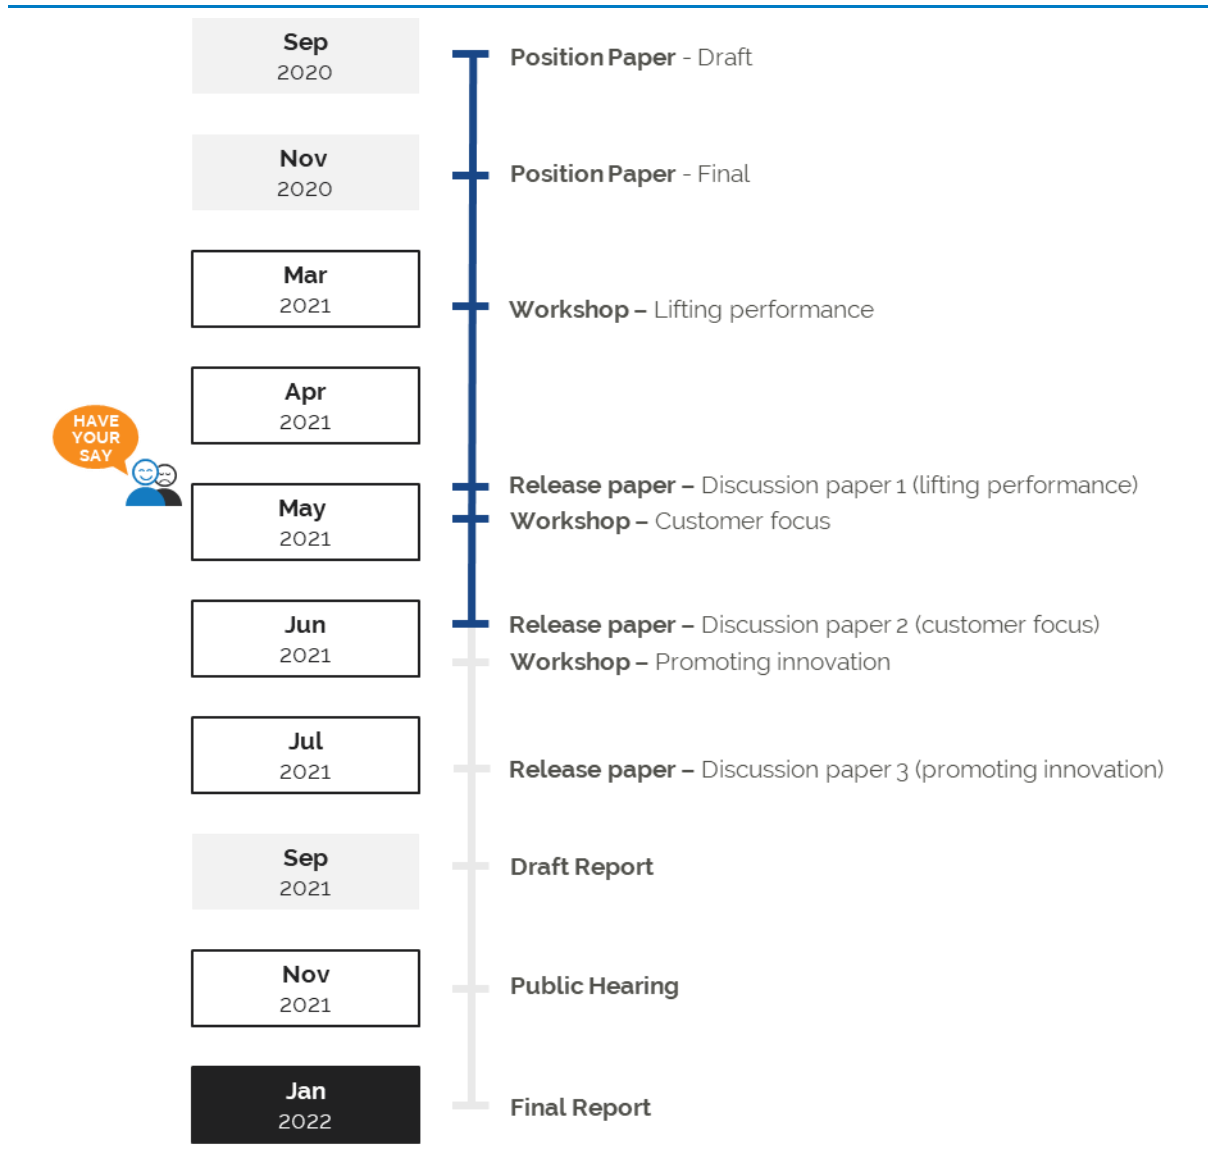 Sep
2020
Position Paper - Draft
Nov
2020
Position Paper - Final
Mar
2021
Workshop – Lifting performance
Apr
2021
HAVE
YOUR
SAY
May
2021
Release paper – Discussion paper 1 (lifting performance)
Workshop – Customer focus
Jun
2021
Release paper – Discussion paper 2 (customer focus)
Workshop – Promoting innovation
Jul
2021
Release paper – Discussion paper 3 (promoting innovation)
Sep
2021
Draft Report
Nov
2021
Public Hearing
Jan
2022
Final Report